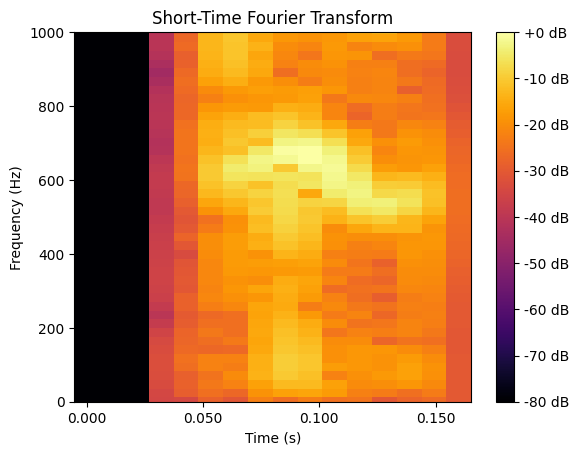 Short-Time Fourier Transform
1000
800
600
400
200
0
Frequency (Hz)
0.000
0.050
0.100
0.150
Time (s)
+0 dB
-10 dB
-20 dB
-30 dB
-40 dB
-50 dB
-60 dB
-70 dB
-80 dB